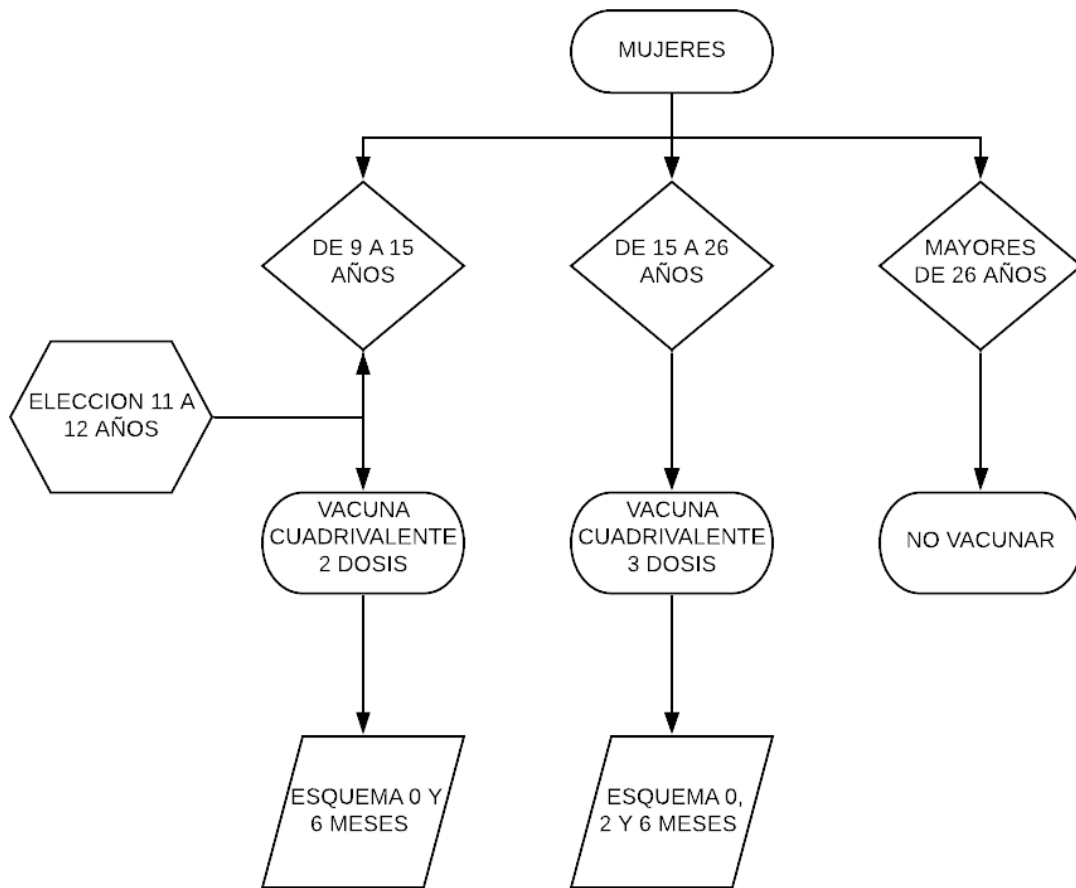 MUJERES
DE 9 A 15
AÑOS
DE 15 A 26
AÑOS
MAYORES
DE 26 AÑOS
ELECCION 11 A
12 AÑOS
VACUNA
CUADRIVALENTE
2 DOSIS
VACUNA
CUADRIVALENTE
3 DOSIS
NO VACUNAR
ESQUEMA 0 Y
6 MESES
ESQUEMA 0,
2 Y 6 MESES